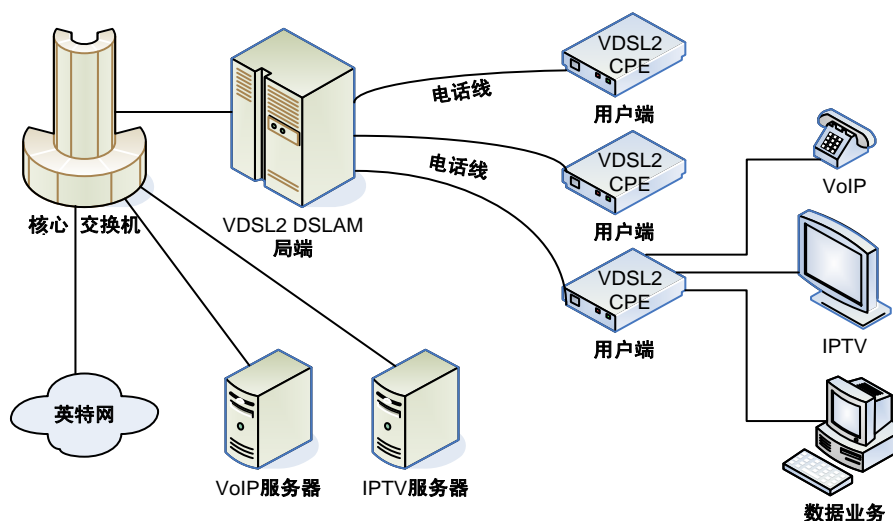 VDSL2
CPE
电话线
用户端
VDSL2
CPE
电话线
VoIP
核心 交换机
VDSL2 DSLAM
局端
用户端
VDSL2
CPE
用户端
IPTV
英特网
VoIP服务器
IPTV服务器
数据业务